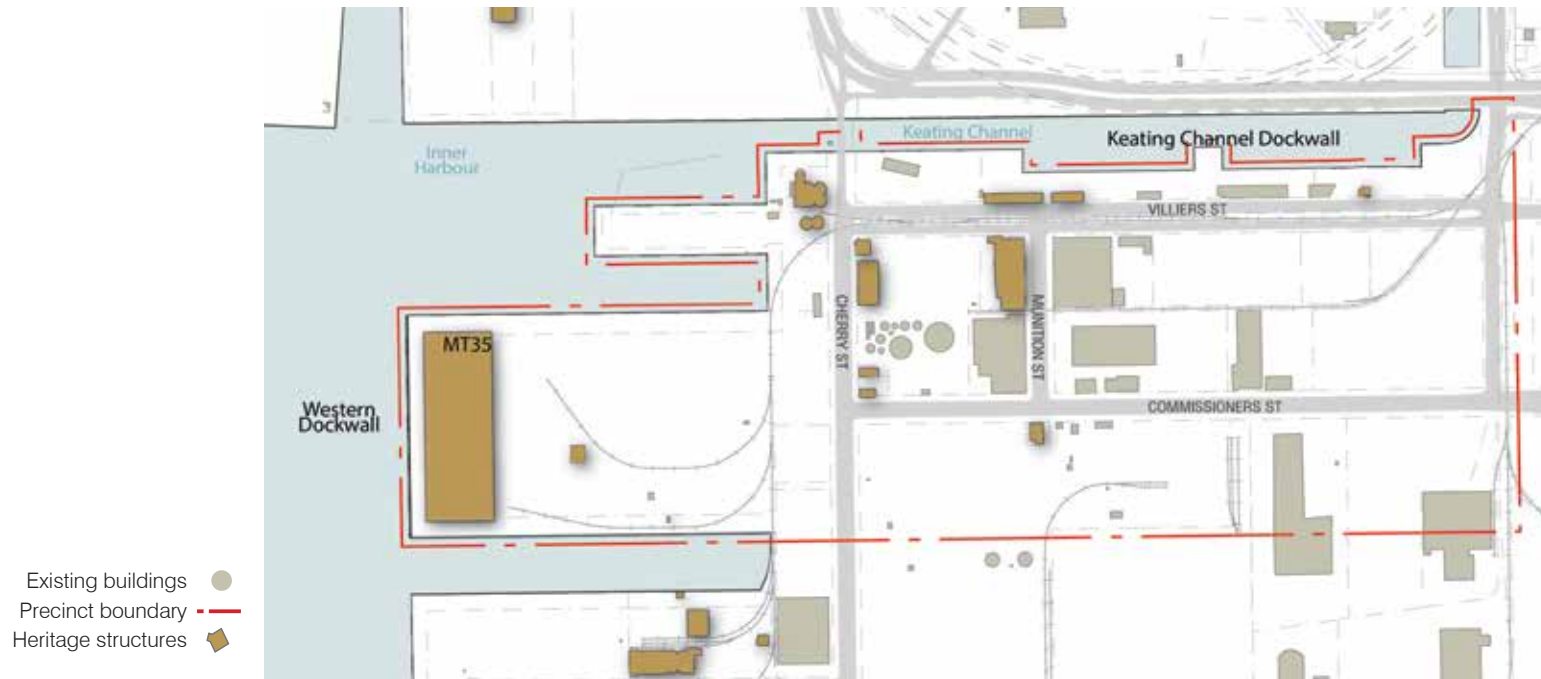 3
Inner
Harbour
Keating Channel
Keating Channel Dockwall
VILLIERS ST
CHERRY ST
MUNITION ST
MT35
COMMISSIONERS ST
Western
Dockwall
Existing buildings
Precinct boundary
Heritage structures